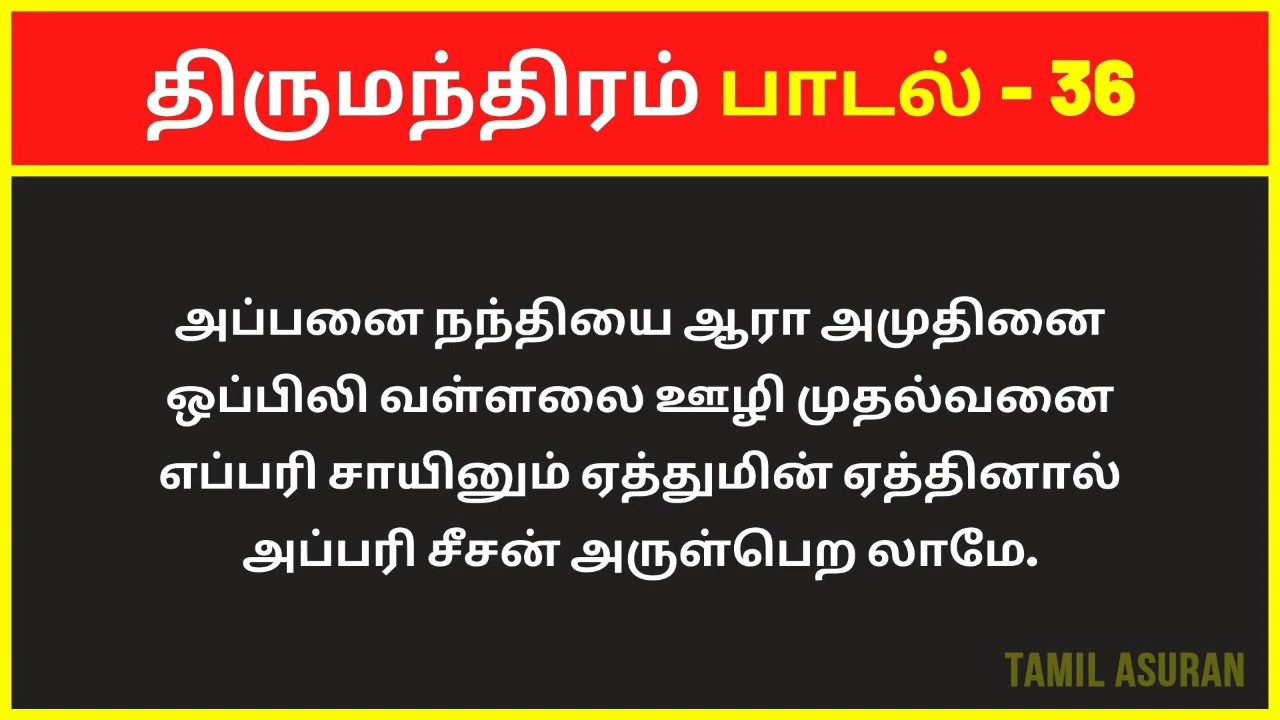 திருமந்திரம் பாடல் - 36
அப்பனை நந்தியை ஆரா அமுதினை
ஒப்பிலி வள்ளலை ஊழி முதல்வனை
எப்பரி சாயினும் ஏத்துமின் ஏத்தினால்
அப்பரி சீசன் அருள்பெற லாமே.
TAMIL ASURAN